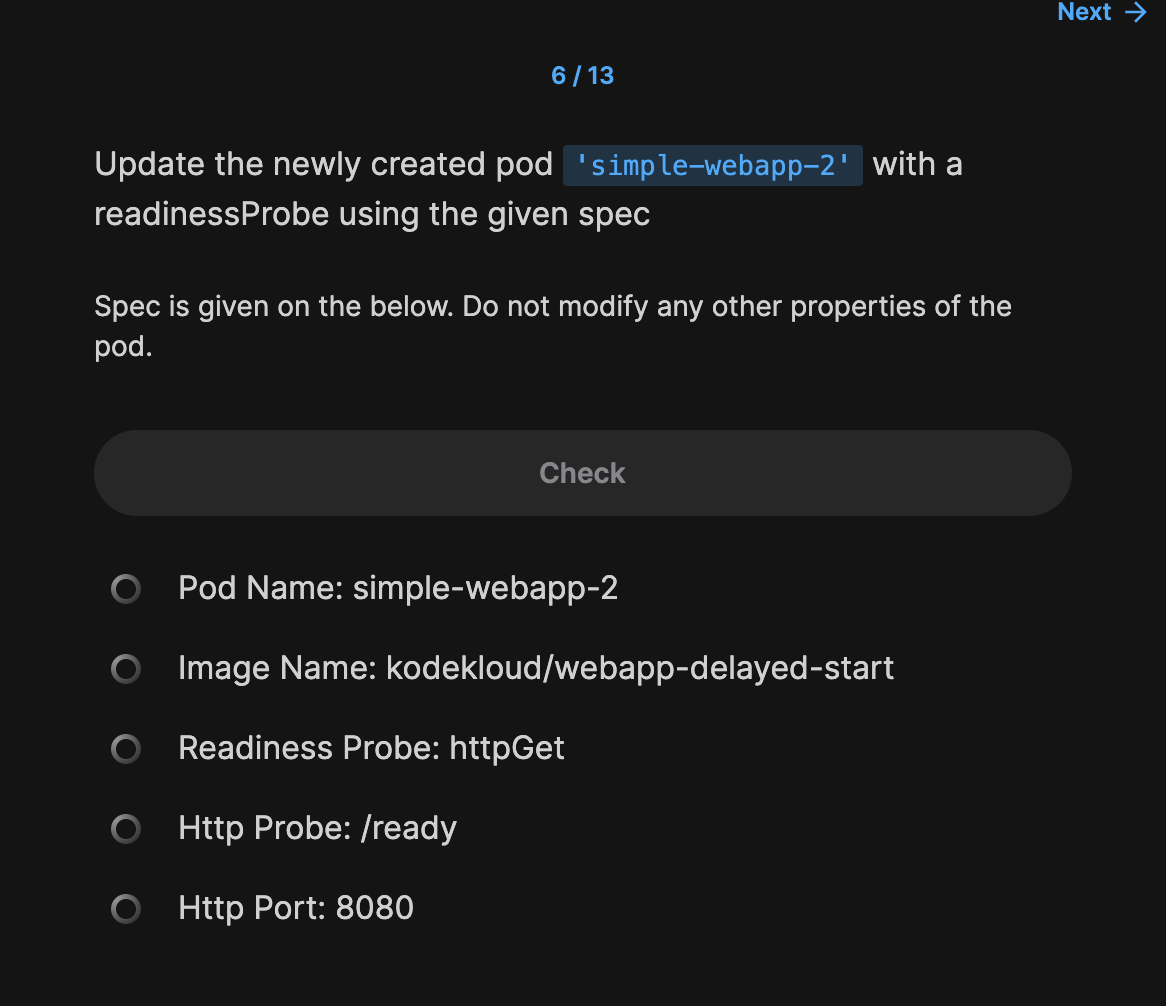 Next →
6 / 13
Update the newly created pod 'simple-webapp-2' with a
readinessProbe using the given spec
Spec is given on the below. Do not modify any other properties of the
pod.
Check
Pod Name: simple-webapp-2
Image Name: kodekloud/webapp-delayed-start
Readiness Probe: httpGet
Http Probe: /ready
Http Port: 8080